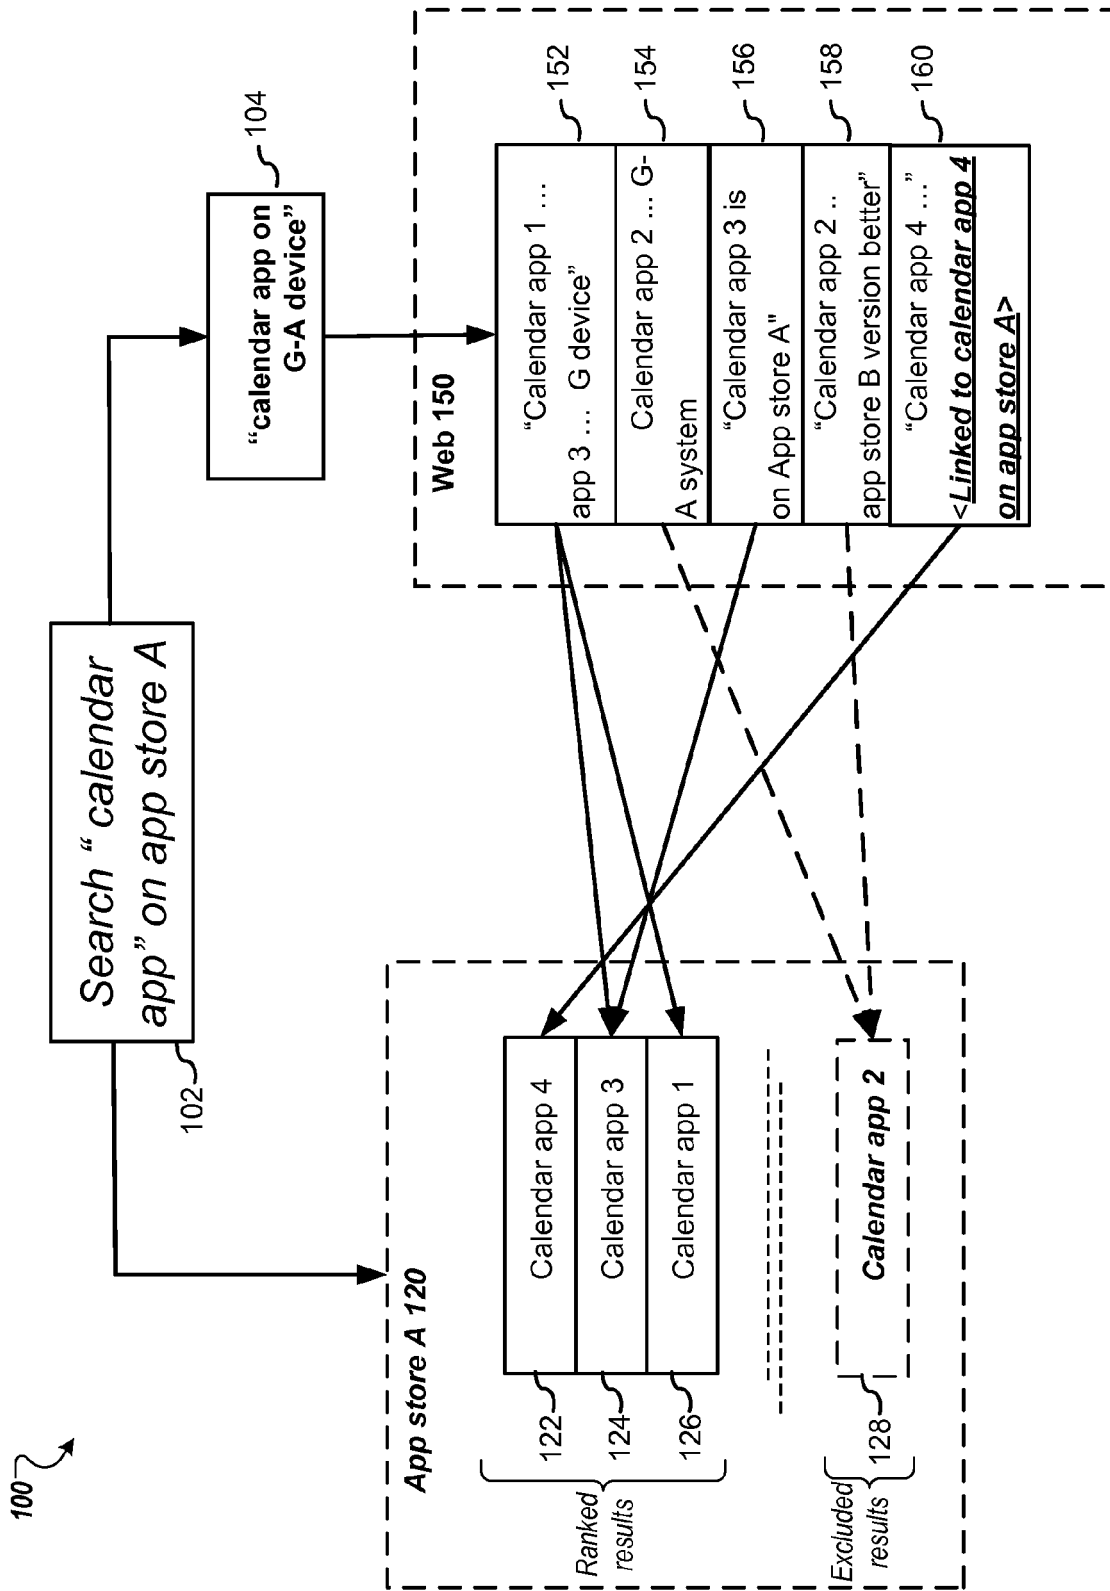 100
Search “ calendar
app” on app store A
102
“calendar app on
G-A device”
104
App store A 120
Ranked
results
122
Calendar app 4
124
Calendar app 3
126
Calendar app 1
Excluded
results
128
Calendar app 2
Web 150
“Calendar app 1 …
app 3 … G device”
152
Calendar app 2 … G-
A system
154
“Calendar app 3 is
on App store A"
156
“Calendar app 2 ..
app store B version better”
158
“Calendar app 4 …”
<Linked to calendar app 4
on app store A>
160